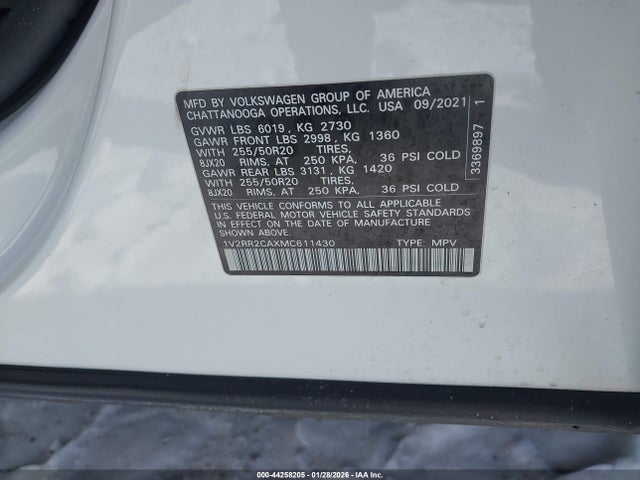 MFD BY VOLKSWAGEN GROUP OF AMERICA
CHATTANOOGA OPERATIONS, LLC. USA 09/2021
GVWR LBS 6019, KG 2730
GAWR FRONT LBS 2998, KG 1360
WITH 255/50R20 TIRES,
8JX20 RIMS, AT 250 KPA, 36 PSI COLD
GAWR REAR LBS 3131, KG 1420
WITH 255/50R20 TIRES,
8JX20 RIMS, AT 250 KPA, 36 PSI COLD
THIS VEHICLE CONFORMS TO ALL APPLICABLE
U.S. FEDERAL MOTOR VEHICLE SAFETY STANDARDS
IN EFFECT ON THE DATE OF MANUFACTURE
SHOWN ABOVE.
1V2RR2CAXMC611430 TYPE: MPV
3369897 1
000-44258205 - 01/28/2026 - IAA Inc.